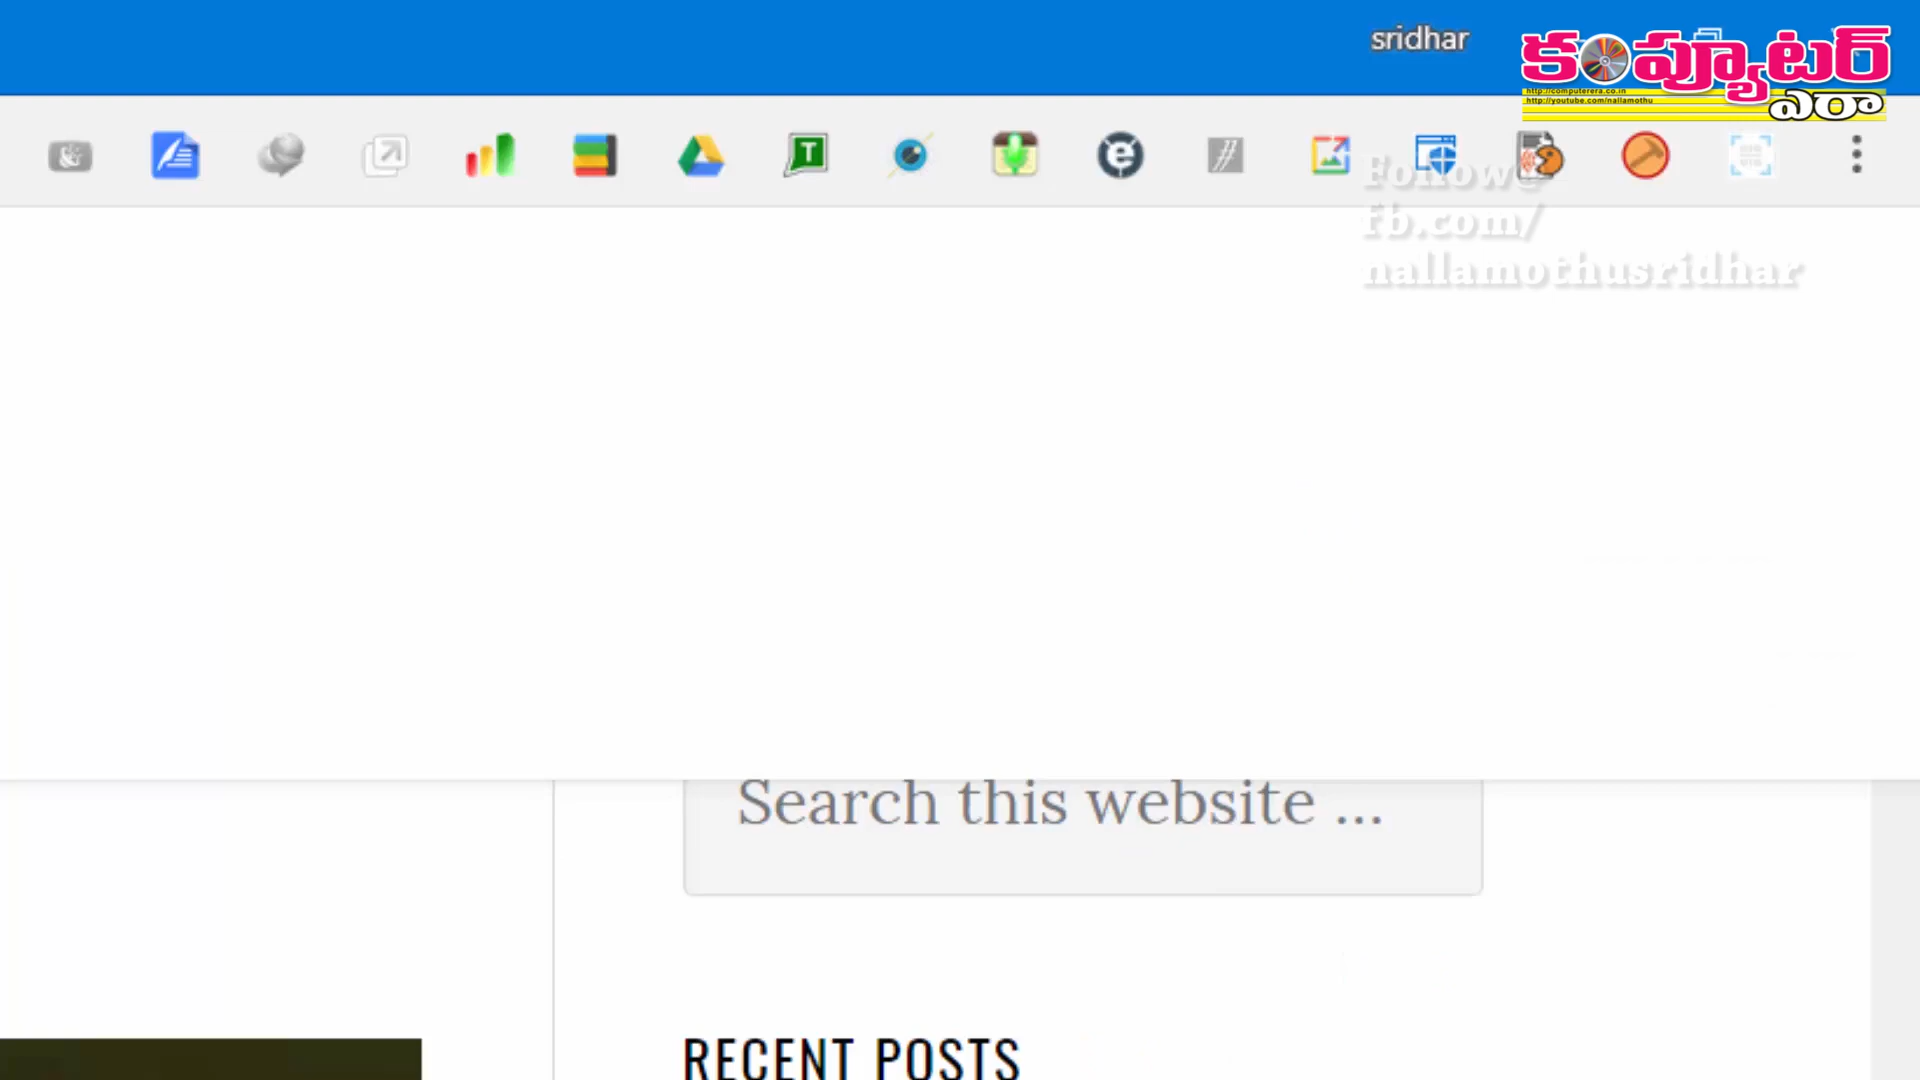 sridhar
కంప్యూటర్
ఎరా
http://computerera.co.in
http://youtube.com/nallamothu
T
e
Follow@
fb.com/
nallamothusridhar
Search this website ...
RECENT POSTS